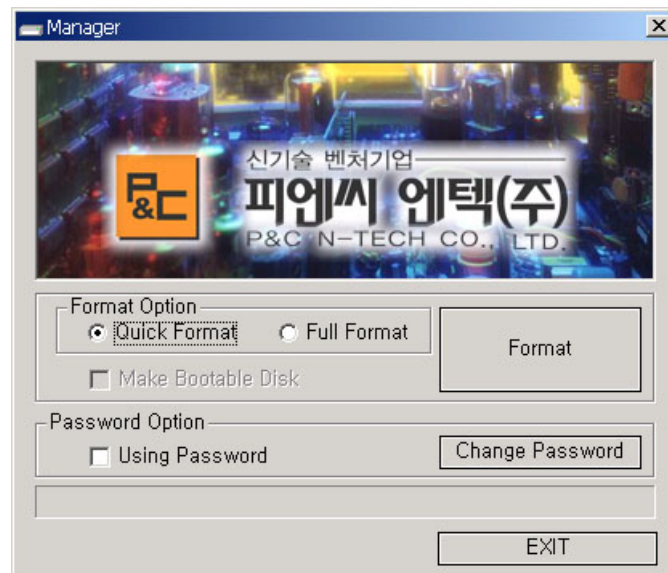 Manager
P&C
신기술 벤처기업
피엔씨 엔텍(주)
P&C N-TECH CO., LTD.
Format Option
Quick Format
Full Format
Format
Make Bootable Disk
Password Option
Using Password
Change Password
EXIT